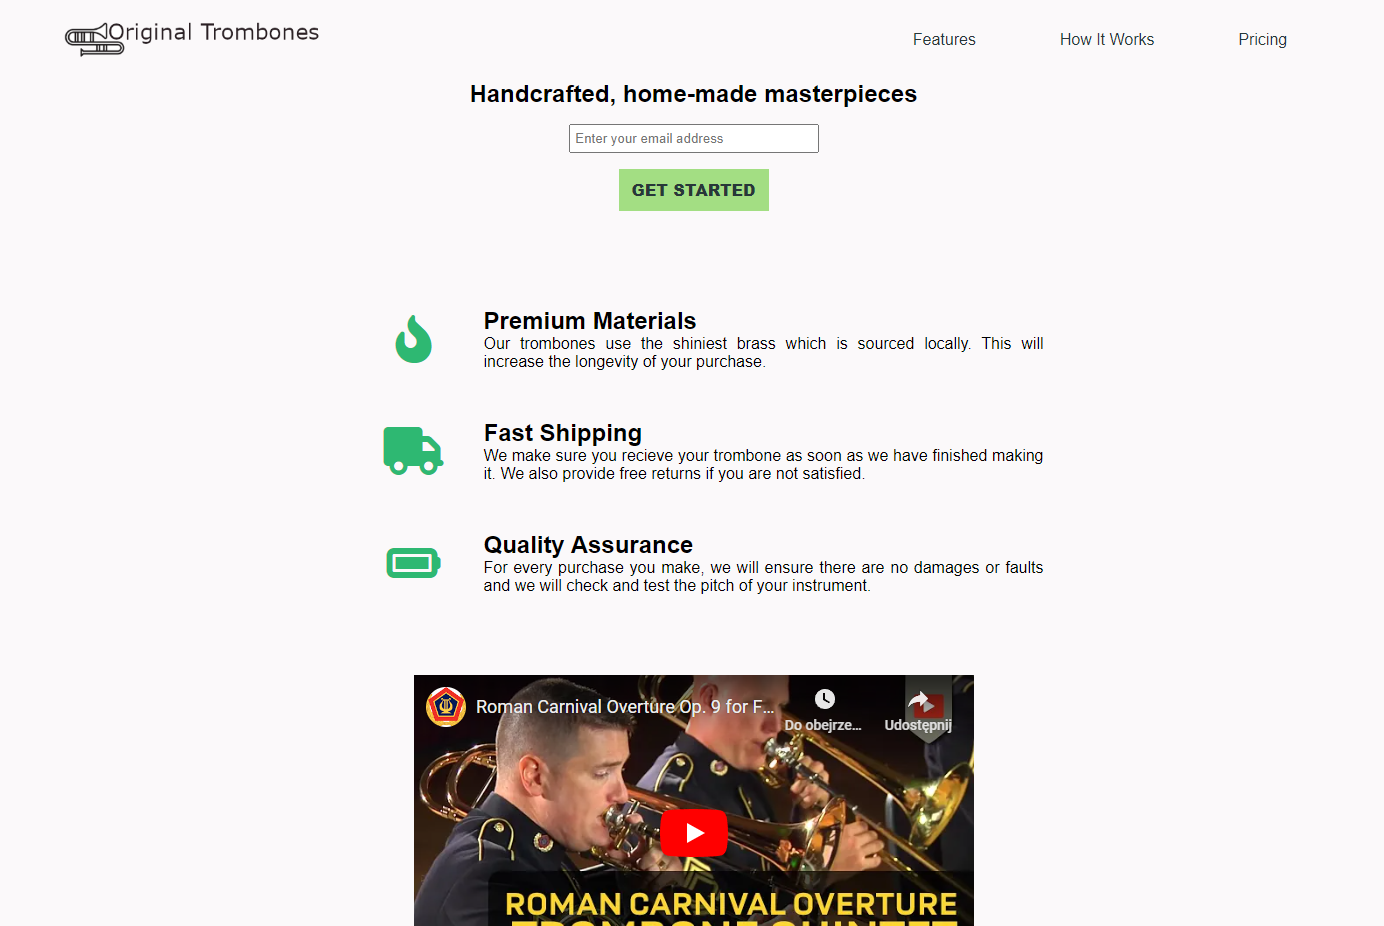 Original Trombones
Features
How It Works
Pricing
Handcrafted, home-made masterpieces
Enter your email address
GET STARTED
Premium Materials
Our trombones use the shiniest brass which is sourced locally. This will
increase the longevity of your purchase.
Fast Shipping
We make sure you recieve your trombone as soon as we have finished making
it. We also provide free returns if you are not satisfied.
Quality Assurance
For every purchase you make, we will ensure there are no damages or faults
and we will check and test the pitch of your instrument.
Roman Carnival Overture Op. 9 for F...
Do obejrze...
Udostępnij
ROMAN CARNIVAL OVERTURE
TROMBONE QUINTET